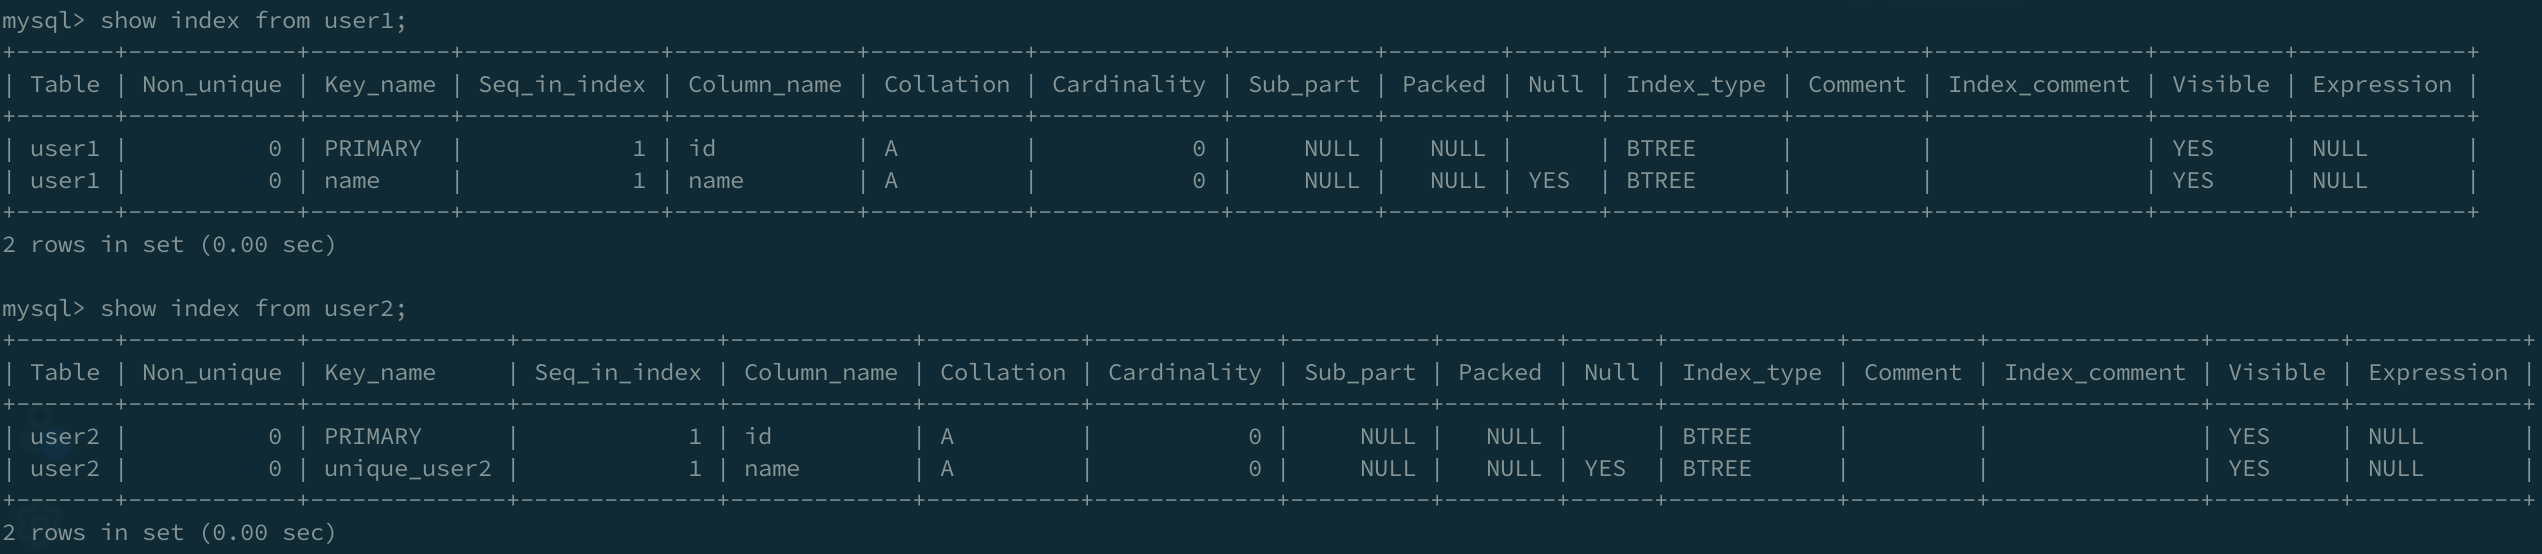 mysql> show index from user1;
+-------+------------+----------+--------------+-------------+-----------+-------------+----------+--------+------+------------+---------+---------------+---------+------------+
| Table | Non_unique | Key_name | Seq_in_index | Column_name | Collation | Cardinality | Sub_part | Packed | Null | Index_type | Comment | Index_comment | Visible | Expression |
+-------+------------+----------+--------------+-------------+-----------+-------------+----------+--------+------+------------+---------+---------------+---------+------------+
| user1 |          0 | PRIMARY  |            1 | id          | A         |           0 |     NULL |   NULL |      | BTREE      |         |               | YES     | NULL       |
| user1 |          0 | name     |            1 | name        | A         |           0 |     NULL |   NULL | YES  | BTREE      |         |               | YES     | NULL       |
+-------+------------+----------+--------------+-------------+-----------+-------------+----------+--------+------+------------+---------+---------------+---------+------------+
2 rows in set (0.00 sec)
mysql> show index from user2;
+-------+------------+--------------+--------------+-------------+-----------+-------------+----------+--------+------+------------+---------+---------------+---------+------------+
| Table | Non_unique | Key_name     | Seq_in_index | Column_name | Collation | Cardinality | Sub_part | Packed | Null | Index_type | Comment | Index_comment | Visible | Expression |
+-------+------------+--------------+--------------+-------------+-----------+-------------+----------+--------+------+------------+---------+---------------+---------+------------+
| user2 |          0 | PRIMARY      |            1 | id          | A         |           0 |     NULL |   NULL |      | BTREE      |         |               | YES     | NULL       |
| user2 |          0 | unique_user2 |            1 | name        | A         |           0 |     NULL |   NULL | YES  | BTREE      |         |               | YES     | NULL       |
+-------+------------+--------------+--------------+-------------+-----------+-------------+----------+--------+------+------------+---------+---------------+---------+------------+
2 rows in set (0.00 sec)